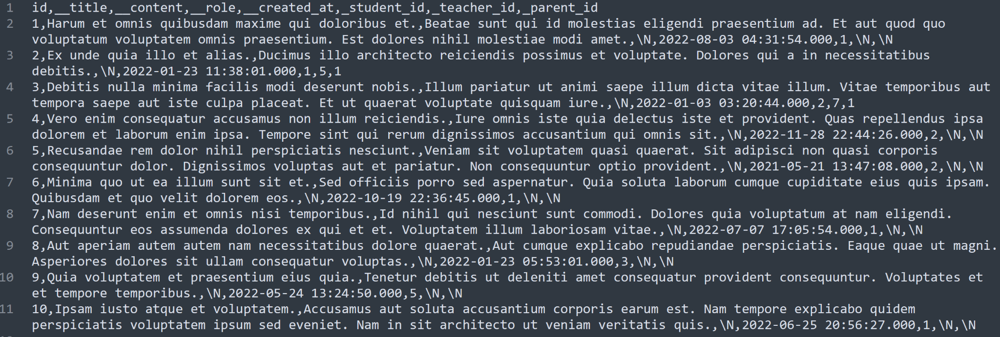 1 id,__title,__content,__role,__created_at,_student_id,_teacher_id,_parent_id
2 1,Harum et omnis quibusdam maxime qui doloribus et.,Beatae sunt qui id molestias eligendi praesentium ad. Et aut quod quo
voluptatum voluptatem omnis praesentium. Est dolores nihil molestiae modi amet.,\N,2022-08-03 04:31:54.000,1,\N,\N
3 2,Ex unde quia illo et alias.,Ducimus illo architecto reiciendis possimus et voluptate. Dolores qui a in necessitatibus
debitis.,\N,2022-01-23 11:38:01.000,1,5,1
4 3,Debitis nulla minima facilis modi deserunt nobis.,Illum pariatur ut animi saepe illum dicta vitae illum. Vitae temporibus aut
tempora saepe aut iste culpa placeat. Et ut quaerat voluptate quisquam iure.,\N,2022-01-03 03:20:44.000,2,7,1
5 4,Vero enim consequatur accusamus non illum reiciendis.,Iure omnis iste quia delectus iste et provident. Quas repellendus ipsa
dolorem et laborum enim ipsa. Tempore sint qui rerum dignissimos accusantium qui omnis sit.,\N,2022-11-28 22:44:26.000,2,\N,\N
6 5,Recusandae rem dolor nihil perspiciatis nesciunt.,Veniam sit voluptatem quasi quaerat. Sit adipisci non quasi corporis
consequuntur dolor. Dignissimos voluptas aut et pariatur. Non consequuntur optio provident.,\N,2021-05-21 13:47:08.000,2,\N,\N
7 6,Minima quo ut ea illum sunt sit et.,Sed officiis porro sed aspernatur. Quia soluta laborum cumque cupiditate eius quis ipsam.
Quibusdam et quo velit dolorem eos.,\N,2022-10-19 22:36:45.000,1,\N,\N
8 7,Nam deserunt enim et omnis nisi temporibus.,Id nihil qui nesciunt sunt commodi. Dolores quia voluptatum at nam eligendi.
Consequuntur eos assumenda dolores ex qui et et. Voluptatem illum laboriosam vitae.,\N,2022-07-07 17:05:54.000,1,\N,\N
9 8,Aut aperiam autem autem nam necessitatibus dolore quaerat.,Aut cumque explicabo repudiandae perspiciatis. Eaque quae ut magni.
Asperiores dolores sit ullam consequatur voluptas.,\N,2022-01-23 05:53:01.000,3,\N,\N
10 9,Quia voluptatem et praesentium eius quia.,Tenetur debitis ut deleniti amet consequatur provident consequuntur. Voluptates et
et tempore temporibus.,\N,2022-05-24 13:24:50.000,5,\N,\N
11 10,Ipsam iusto atque et voluptatem.,Accusamus aut soluta accusantium corporis earum est. Nam tempore explicabo quidem
perspiciatis voluptatem ipsum sed eveniet. Nam in sit architecto ut veniam veritatis quis.,\N,2022-06-25 20:56:27.000,1,\N,\N